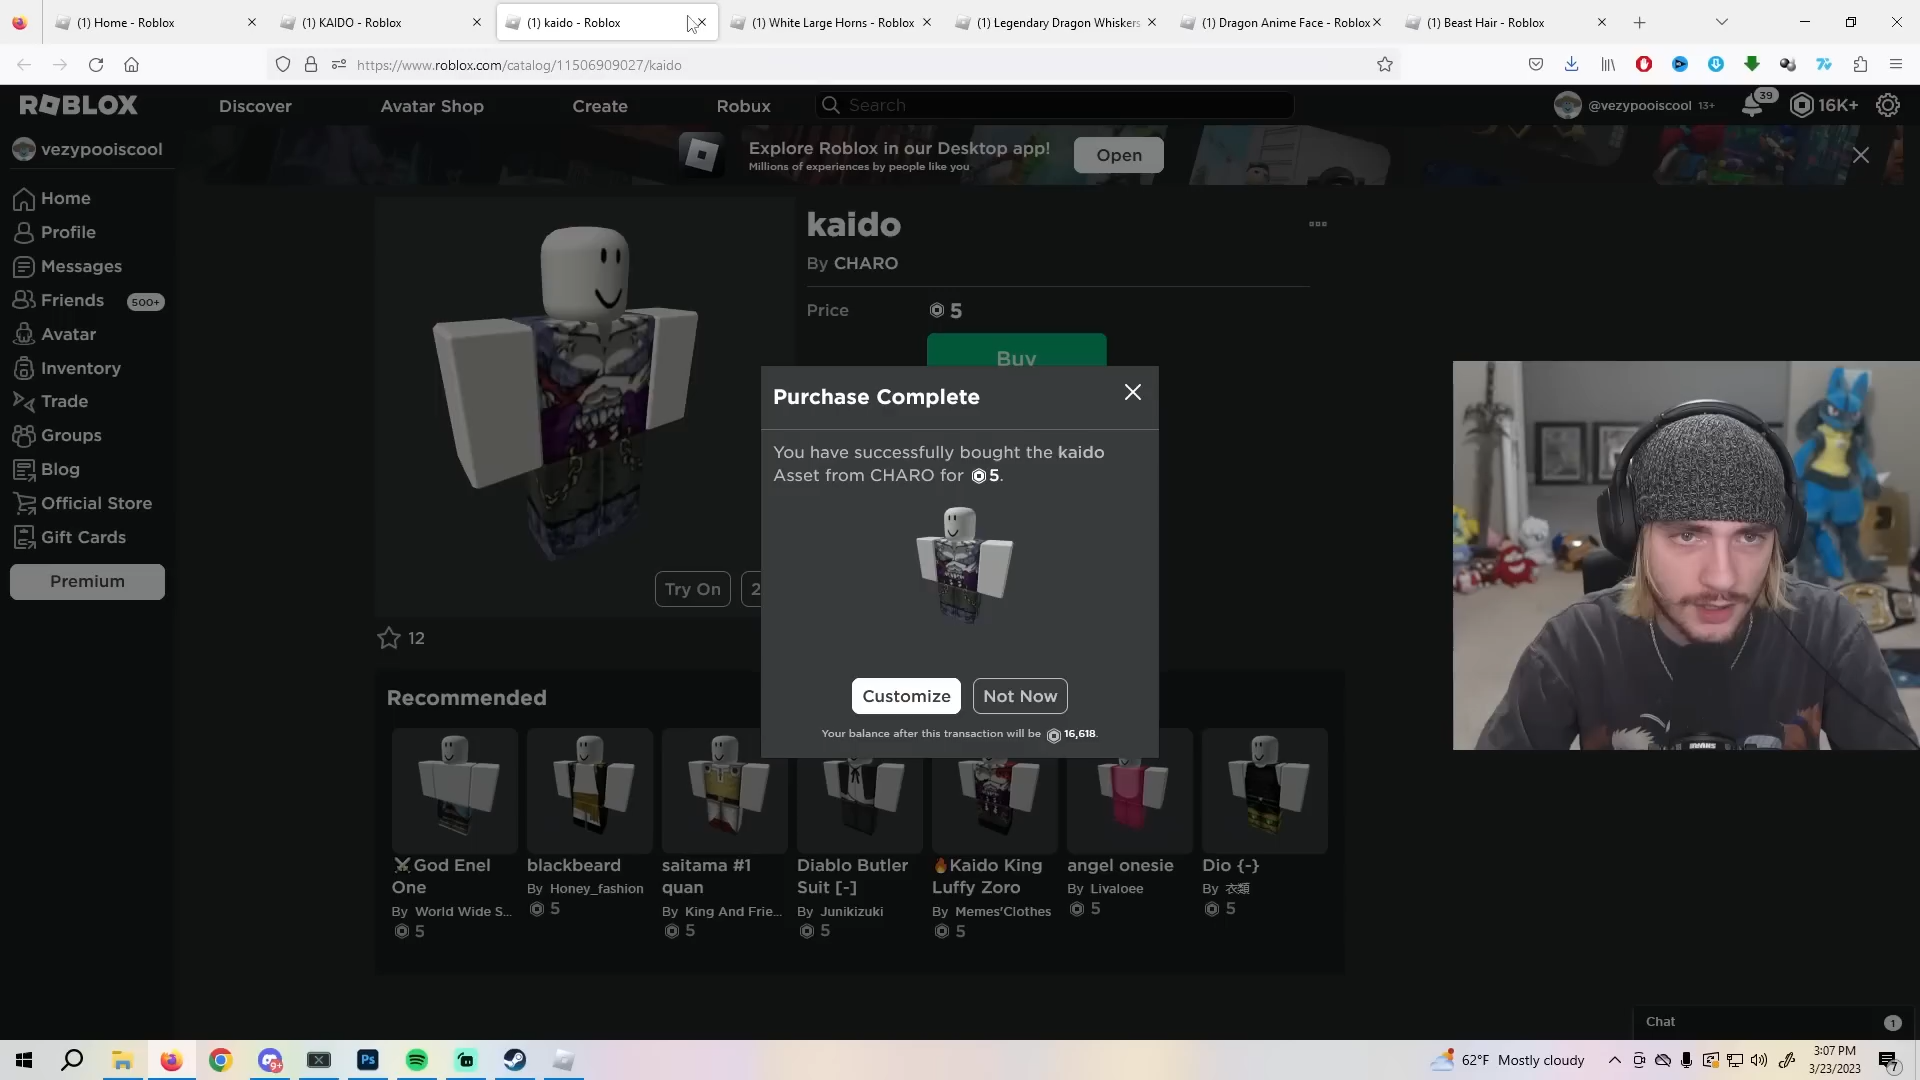 (1) Home - Roblox
(1) KAIDO - Roblox
(1) kaido - Roblox
(1) White Large Horns - Roblox
(1) Legendary Dragon Whiskers
(1) Dragon Anime Face - Roblox
(1) Beast Hair - Roblox
https://www.roblox.com/catalog/11506909027/kaido
ROBLOX
Discover
Avatar Shop
Create
Robux
Search
@vezypooiscool 13+
39
16K+
vezypooiscool
Explore Roblox in our Desktop app!
Millions of experiences by people like you
Open
Home
Profile
Messages
Friends 500+
Avatar
Inventory
Trade
Groups
Blog
Official Store
Gift Cards
Premium
kaido
By CHARO
Price 5
Buy
Try On
2
12
Purchase Complete
You have successfully bought the kaido
Asset from CHARO for 5.
Customize
Not Now
Your balance after this transaction will be 16,618.
Recommended
God Enel
One
By World Wide S...
5
blackbeard
By Honey_fashion
5
saitama #1
quan
By King And Frie...
5
Diablo Butler
Suit [-]
By Junikizuki
5
🔥Kaido King
Luffy Zoro
By Memes'Clothes
5
angel onesie
By Livaloee
5
Dio {-}
By 衣類
5
Chat
1
9+
Ps
62°F Mostly cloudy
3:07 PM
3/23/2023
7